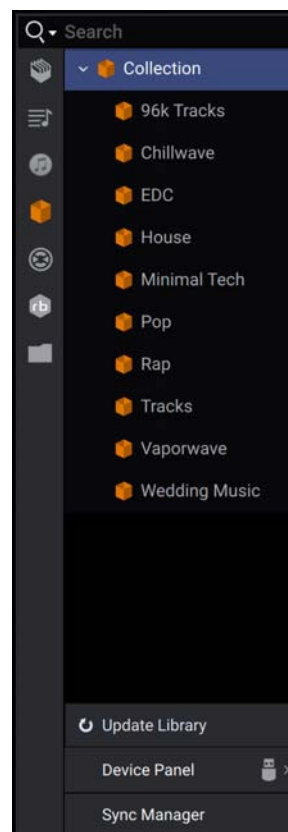 Search
Collection
96k Tracks
Chillwave
EDC
House
Minimal Tech
Pop
rb
Rap
Tracks
Vaporwave
Wedding Music
Update Library
Device Panel
Sync Manager